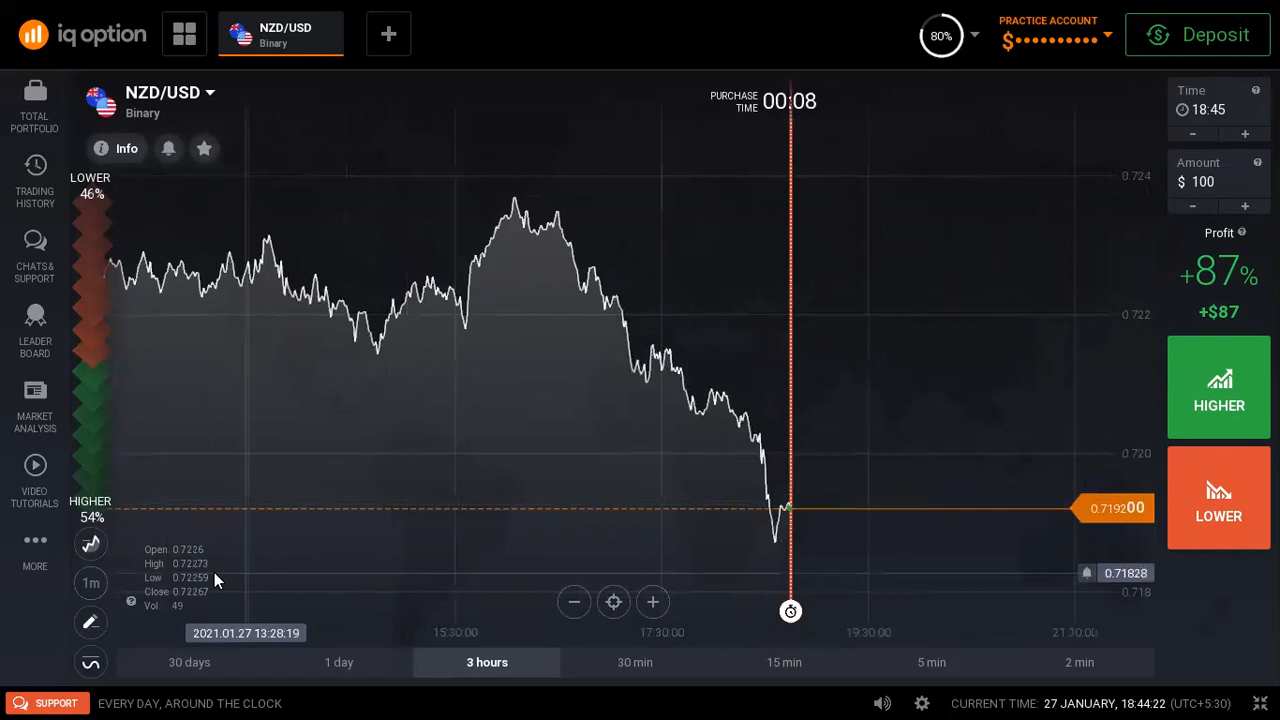 iq option
NZD/USD
Binary
80%
PRACTICE ACCOUNT
$••••••••••
Deposit
TOTAL
PORTFOLIO
TRADING
HISTORY
CHATS &
SUPPORT
LEADER
BOARD
MARKET
ANALYSIS
VIDEO
TUTORIALS
MORE
NZD/USD
Binary
Info
LOWER
46%
HIGHER
54%
1m
PURCHASE
TIME
00:08
Open 0.7226
High 0.72273
Low 0.72259
Close 0.72267
Vol 49
2021.01.27 13:28:19
15:30:00
17:30:00
19:30:00
21:30:00
0.724
0.722
0.720
0.719200
0.71828
0.718
30 days
1 day
3 hours
30 min
15 min
5 min
2 min
Time
18:45
- +
Amount
$ 100
- +
Profit
+87%
+$87
HIGHER
LOWER
SUPPORT
EVERY DAY, AROUND THE CLOCK
CURRENT TIME: 27 JANUARY, 18:44:22 (UTC+5:30)